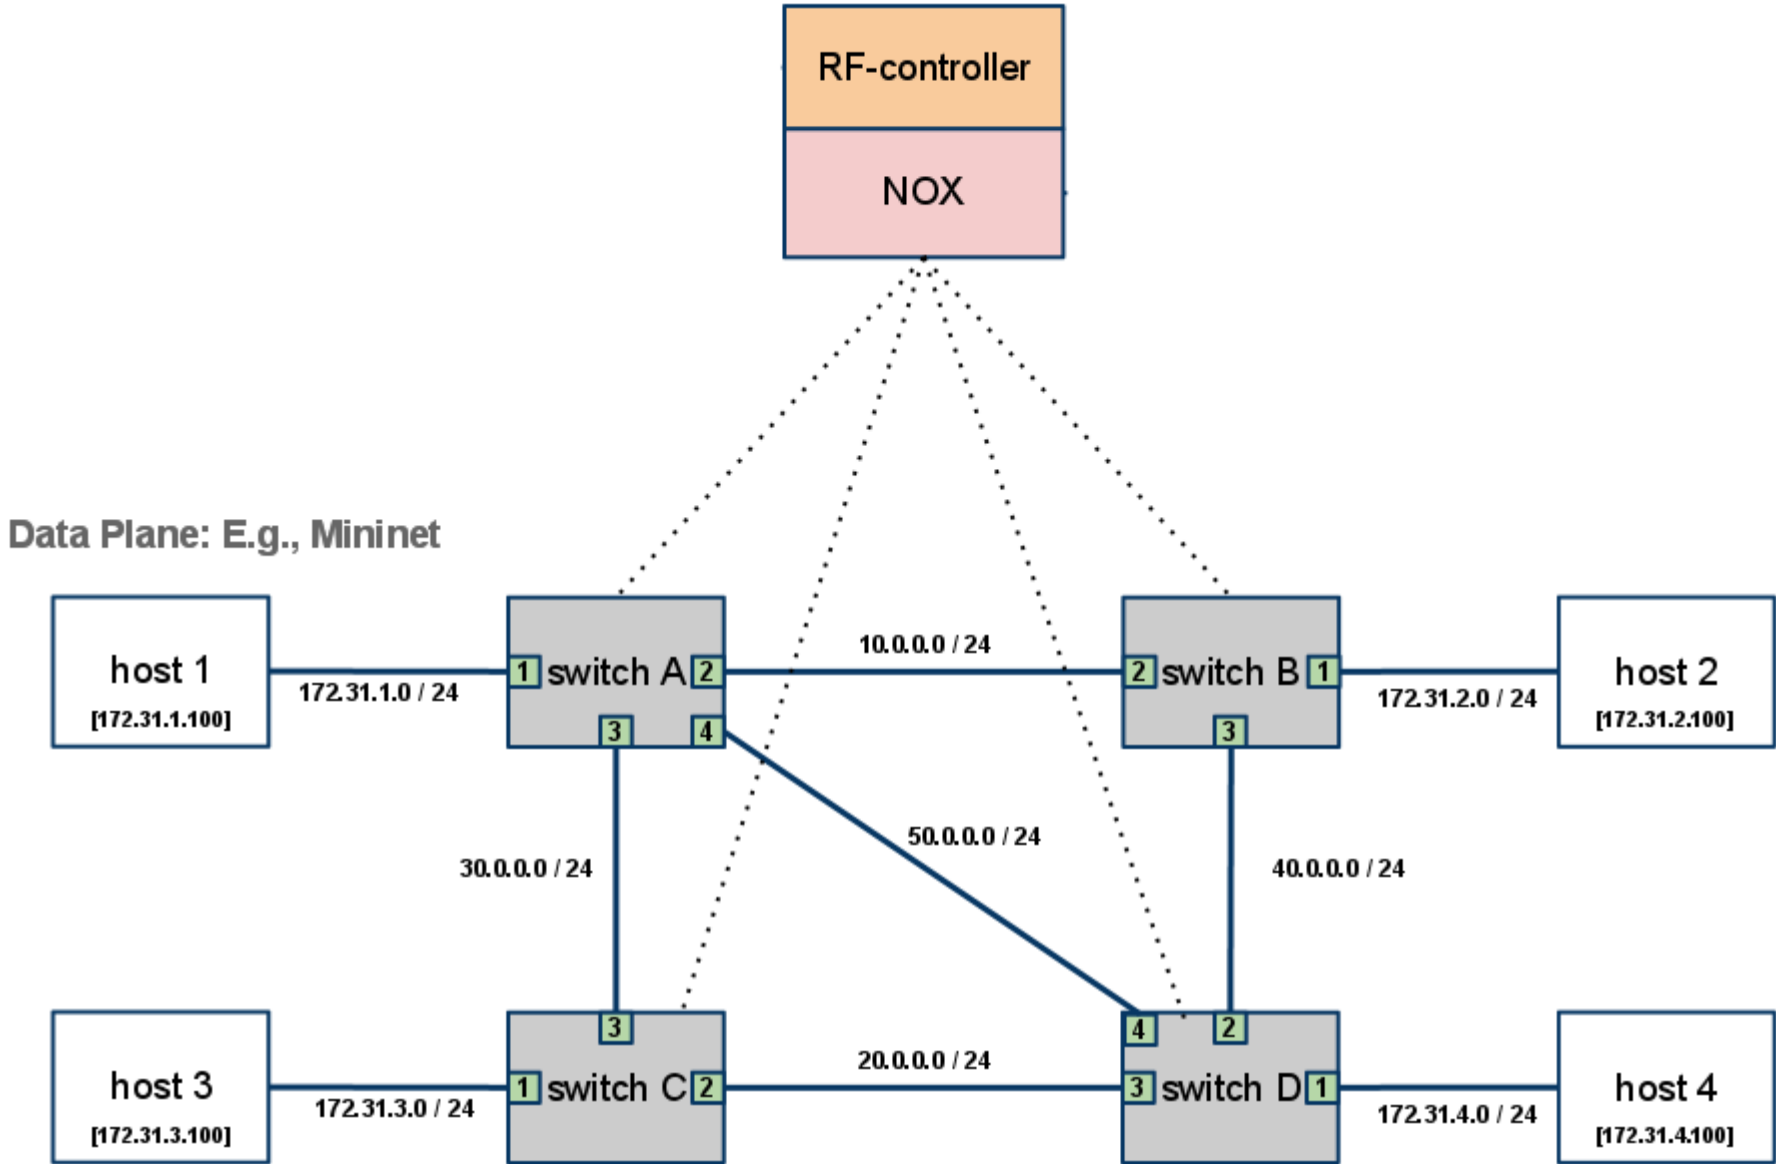 RF-controller
NOX
Data Plane: E.g., Mininet
host 1
[172.31.1.100]
172.31.1.0 / 24
1
switch A
2
3
4
10.0.0.0 / 24
2
switch B
1
3
172.31.2.0 / 24
host 2
[172.31.2.100]
30.0.0.0 / 24
50.0.0.0 / 24
40.0.0.0 / 24
host 3
[172.31.3.100]
172.31.3.0 / 24
3
1
switch C
2
20.0.0.0 / 24
4
2
3
switch D
1
172.31.4.0 / 24
host 4
[172.31.4.100]